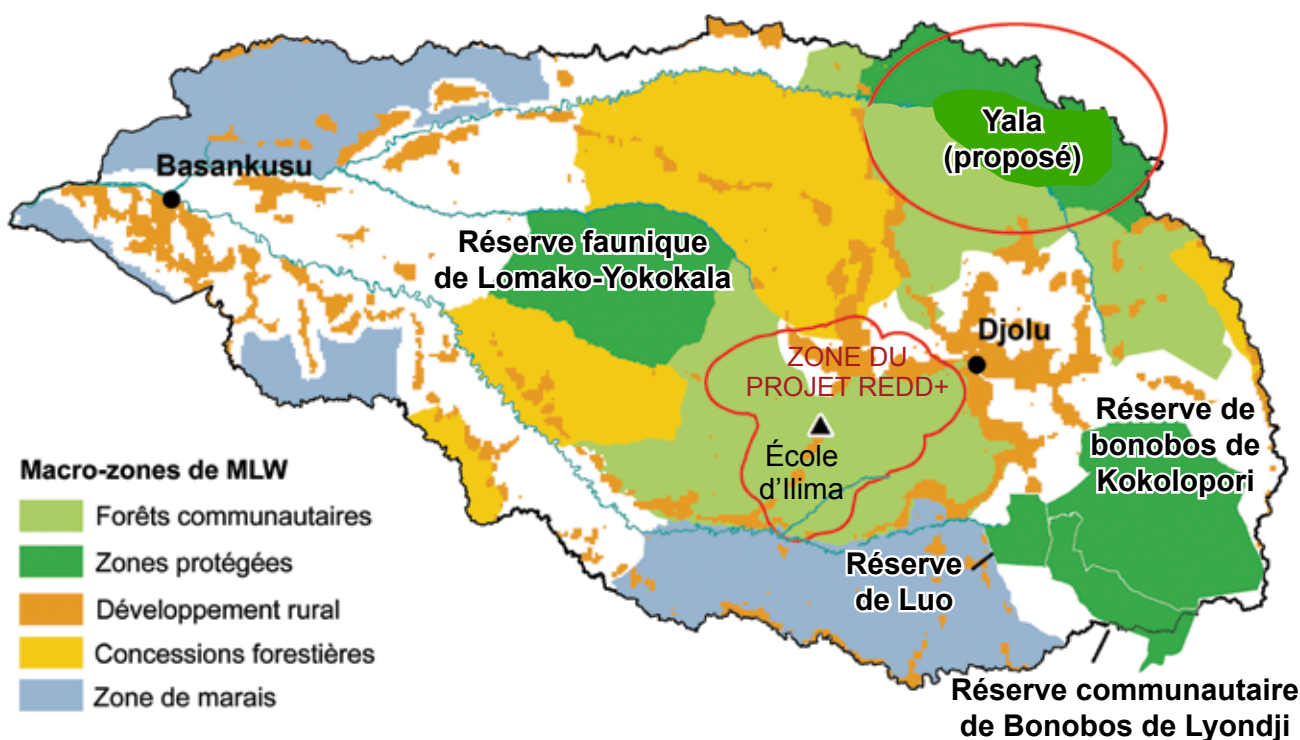 Yala
(proposé)
Basankusu
Réserve faunique
de Lomako-Yokokala
Djolu
ZONE DU
PROJET REDD+
École
d’Ilima
Réserve de
bonobos de
Kokolopori
Réserve
de Luo
Réserve communautaire
de Bonobos de Lyondji
Macro-zones de MLW
Forêts communautaires
Zones protégées
Développement rural
Concessions forestières
Zone de marais